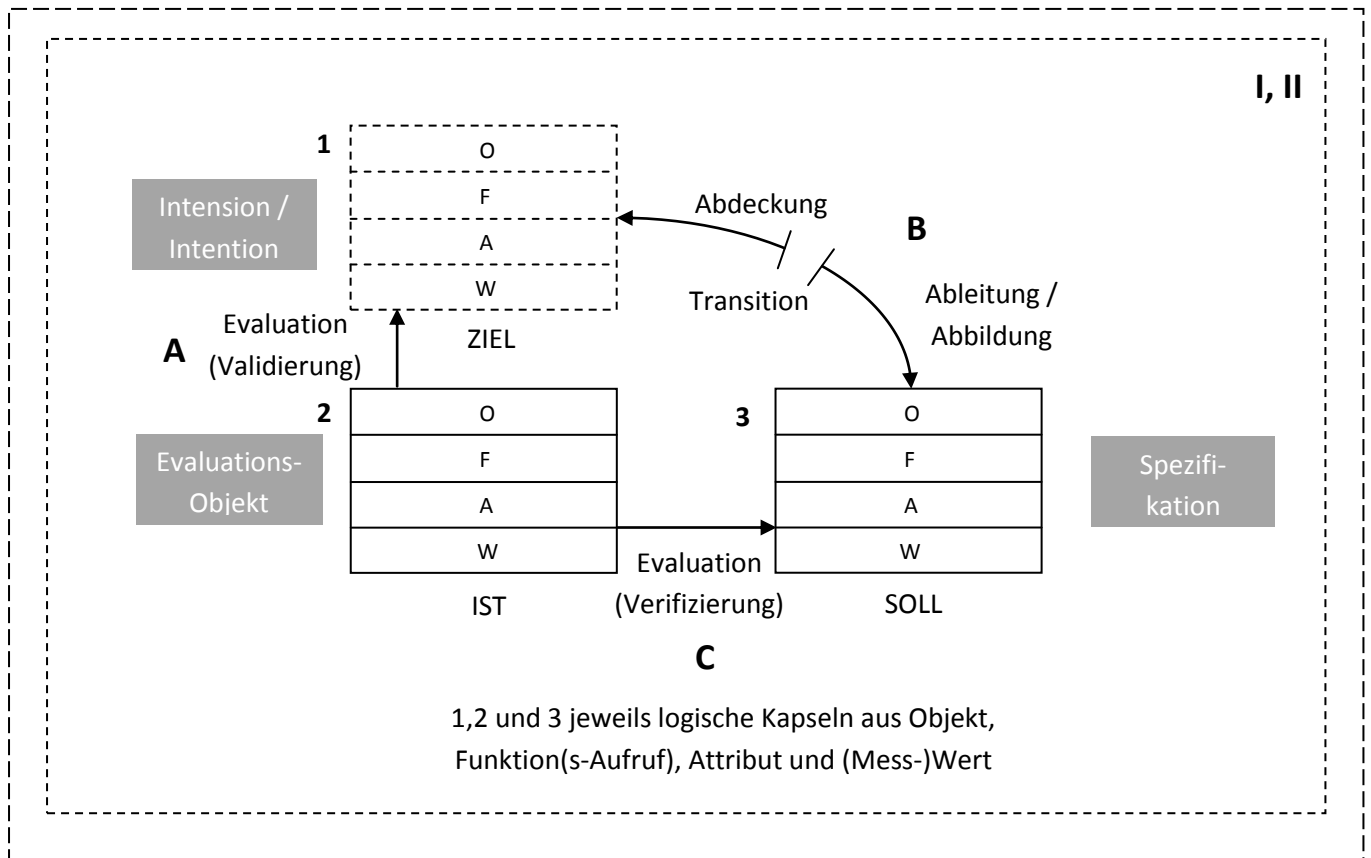 I, II
1
O
F
A
W
ZIEL
Intension /
Intention
Abdeckung
B
Transition
Ableitung /
Abbildung
A
Evaluation
(Validierung)
2
O
F
A
W
IST
Evaluations-
Objekt
3
O
F
A
W
SOLL
Spezifi-
kation
Evaluation
(Verifizierung)
C
1,2 und 3 jeweils logische Kapseln aus Objekt,
Funktion(s-Aufruf), Attribut und (Mess-)Wert